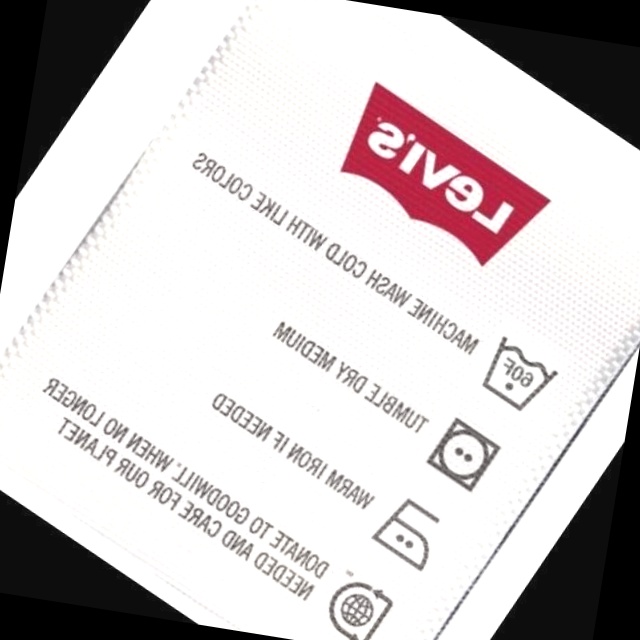 Levi's
60F
MACHINE WASH COLD WITH LIKE COLORS
TUMBLE DRY MEDIUM
WARM IRON IF NEEDED
DONATE TO GOODWILL, WHEN NO LONGER
NEEDED AND CARE FOR OUR PLANET.